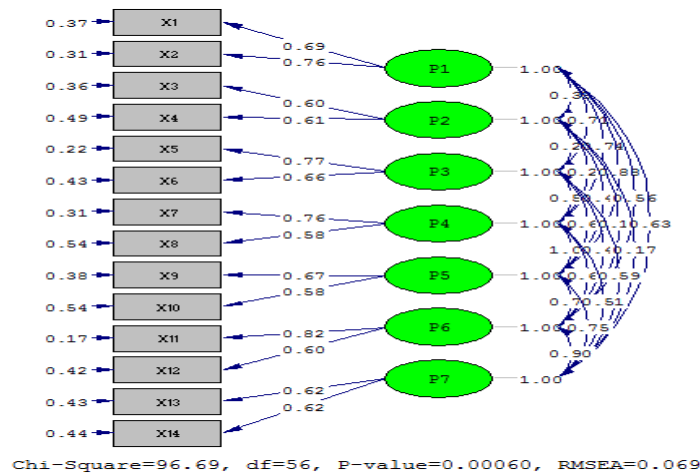 0.37 X1
0.69
0.31 X2
0.76
P1 1.00
0.36 X3
0.60
0.49 X4
0.61
P2 1.00
0.22 X5
0.77
0.43 X6
0.66
P3 1.00
0.31 X7
0.76
P4 1.00
0.54 X8
0.58
0.38 X9
0.67
P5 1.00
0.54 X10
0.58
0.17 X11
0.82
P6 1.00
0.75
0.42 X12
0.60
0.90
P7 1.00
0.43 X13
0.62
0.44 X14
0.62
Chi-Square=96.69, df=56, P-value=0.00060, RMSEA=0.069